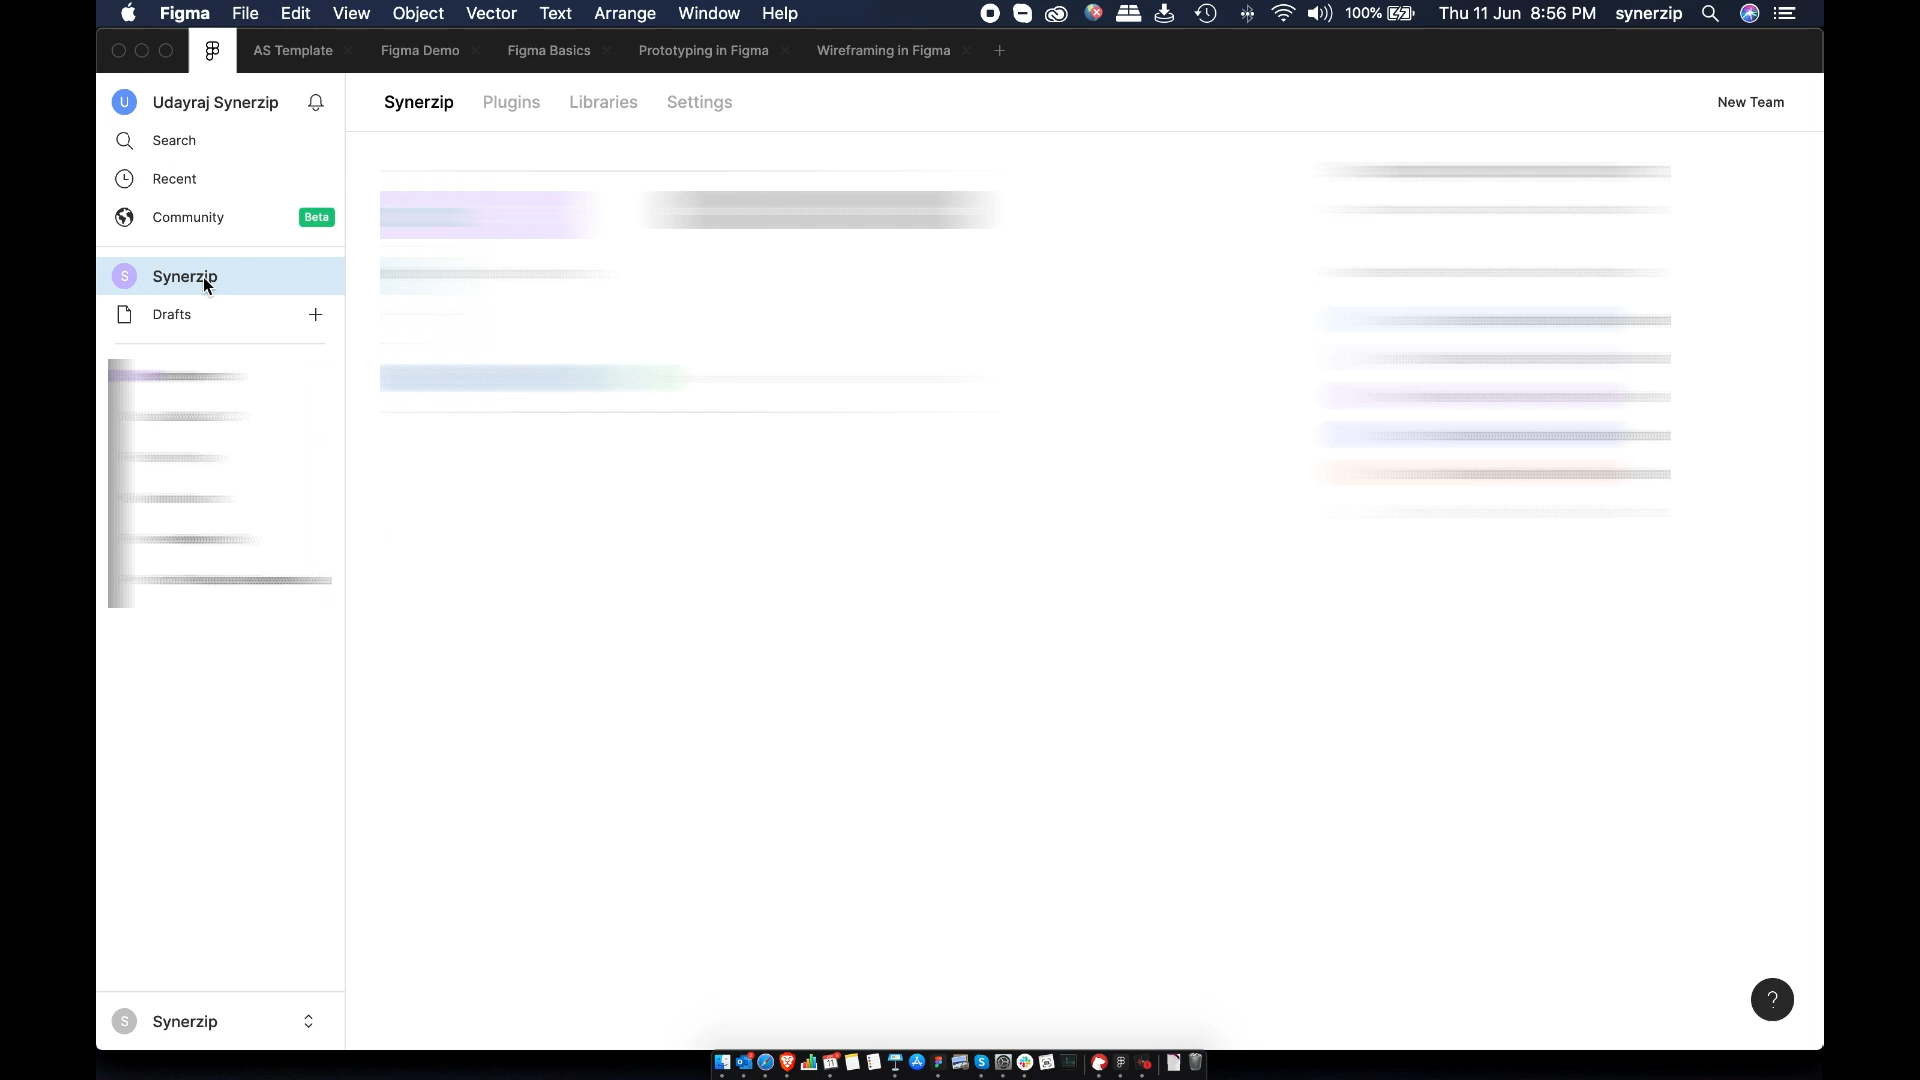 Figma File Edit View Object Vector Text Arrange Window Help 100% Thu 11 Jun 8:56 PM synerzip
AS Template Figma Demo Figma Basics Prototyping in Figma Wireframing in Figma
U Udayraj Synerzip
Synerzip Plugins Libraries Settings New Team
Search
Recent
Community Beta
S Synerzip
Drafts
S Synerzip
?